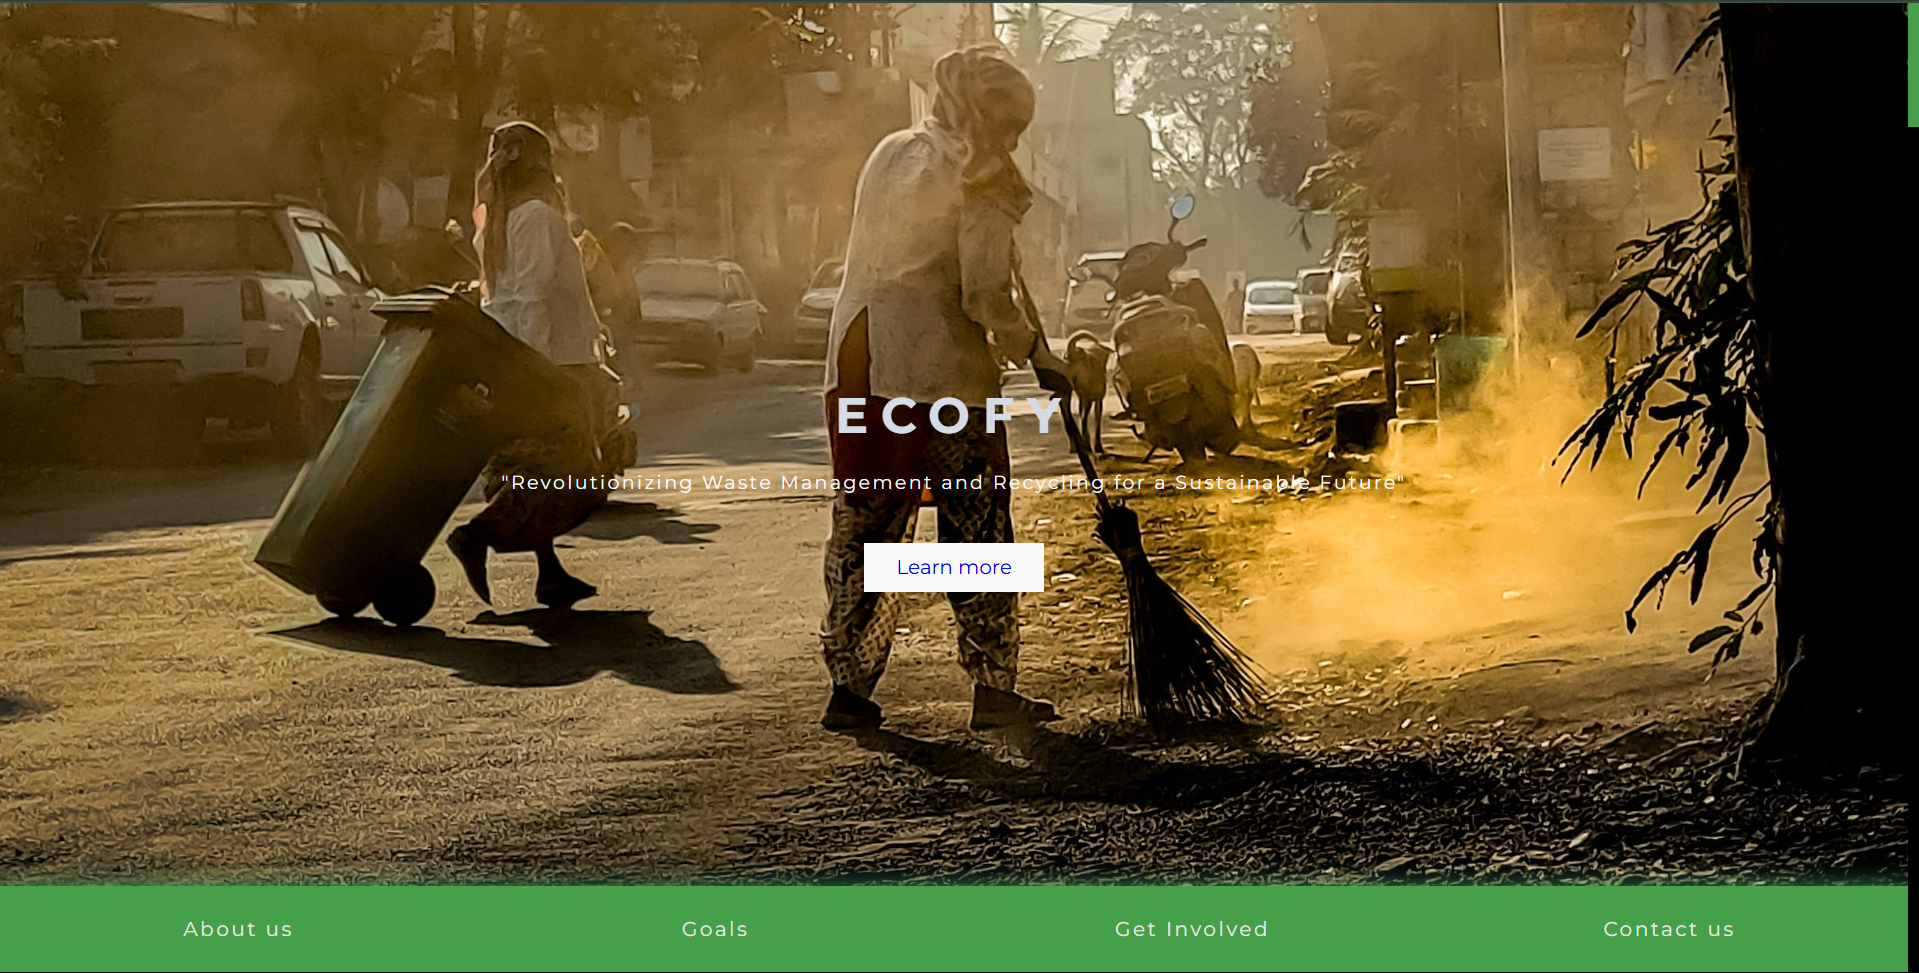 ECOFY
"Revolutionizing Waste Management and Recycling for a Sustainable Future"
Learn more
About us
Goals
Get Involved
Contact us